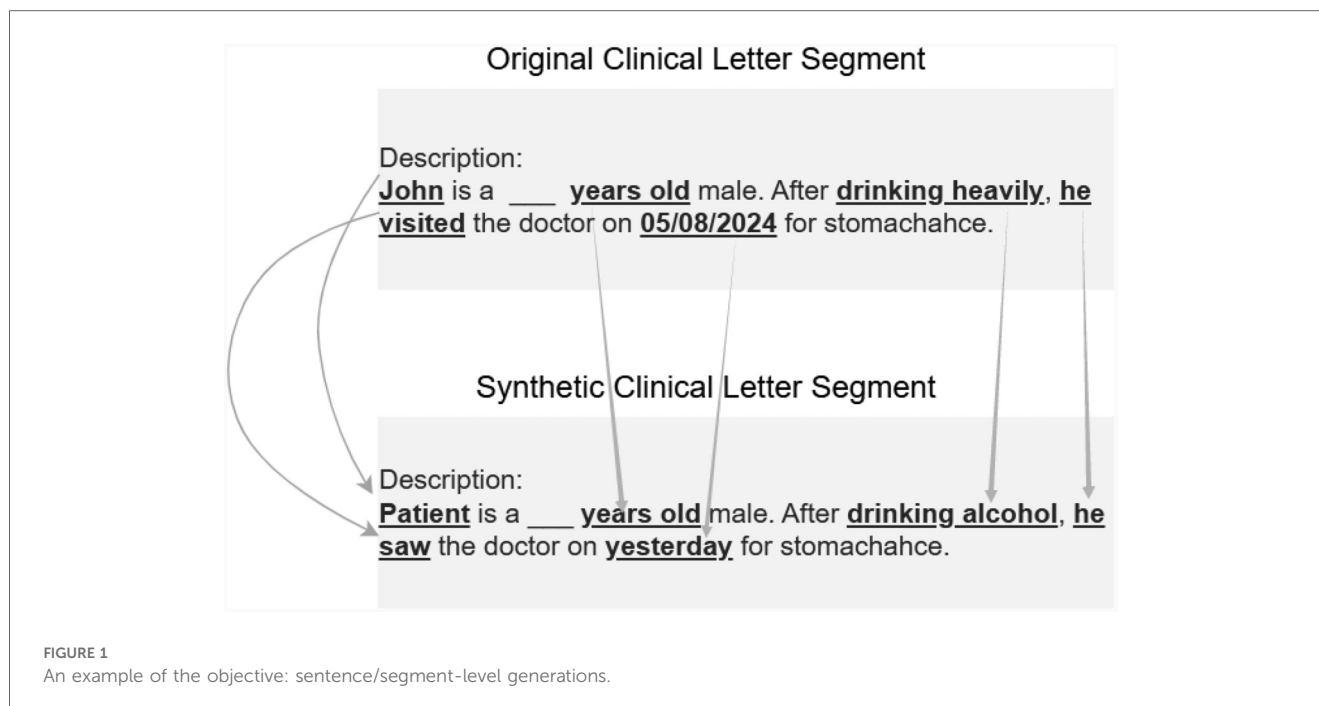 Original Clinical Letter Segment
Description:
John is a ___ years old male. After drinking heavily, he
visited the doctor on 05/08/2024 for stomachahce.
Synthetic Clinical Letter Segment
Description:
Patient is a ___ years old male. After drinking alcohol, he
saw the doctor on yesterday for stomachahce.
FIGURE 1
An example of the objective: sentence/segment-level generations.